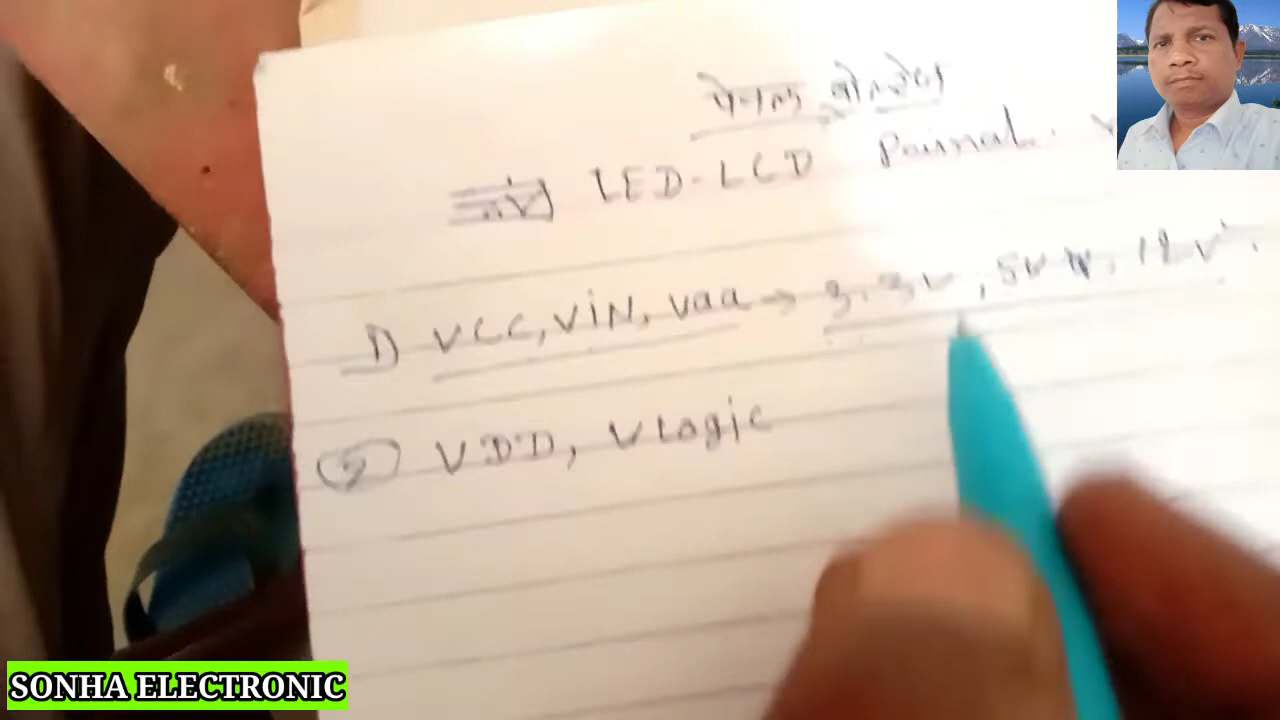 पेनल वोल्टेज
LED-LCD Painal. V
1) VCC, ViN, Vaa → 3.3V, 5V, 12V.
2) VDD, VLogic
SONHA ELECTRONIC